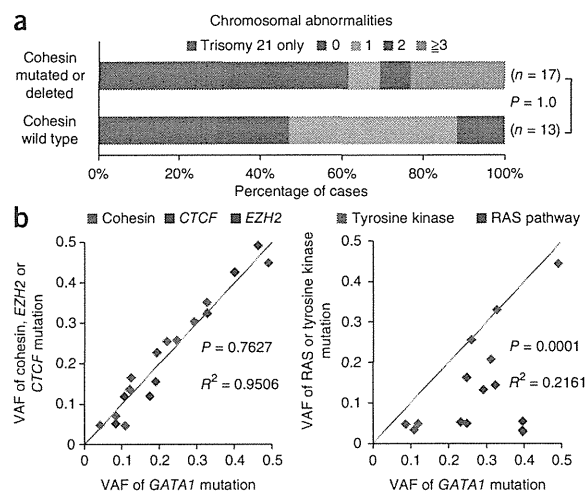 a
Chromosomal abnormalities
Trisomy 21 only 0 1 2 ≧3
Cohesin
mutated or
deleted
(n = 17)
P = 1.0
Cohesin
wild type
(n = 13)
0% 20% 40% 60% 80% 100%
Percentage of cases
b
Cohesin CTCF EZH2
VAF of cohesin, EZH2 or
CTCF mutation
0.5
0.4
0.3
0.2
0.1
0
P = 0.7627
R² = 0.9506
0 0.1 0.2 0.3 0.4 0.5
VAF of GATA1 mutation
Tyrosine kinase RAS pathway
VAF of RAS or tyrosine kinase
mutation
0.5
0.4
0.3
0.2
0.1
0
P = 0.0001
R² = 0.2161
0 0.1 0.2 0.3 0.4 0.5
VAF of GATA1 mutation